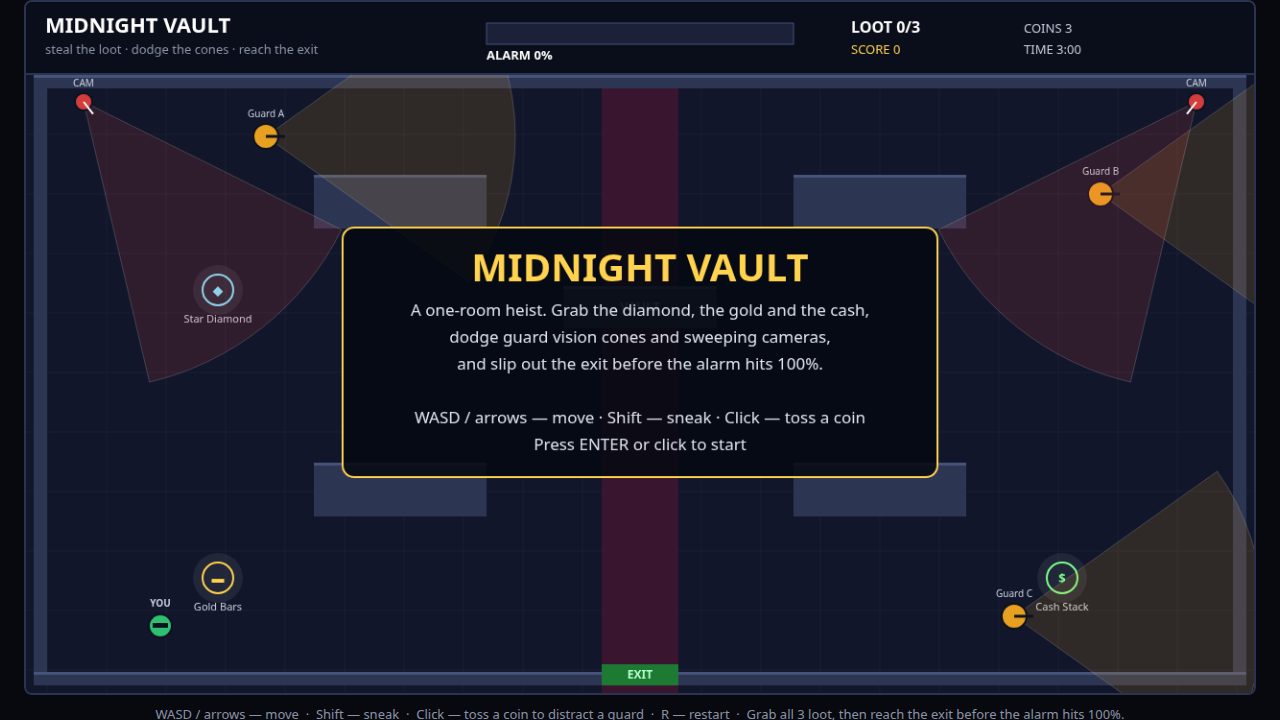 MIDNIGHT VAULT
steal the loot · dodge the cones · reach the exit
ALARM 0%
LOOT 0/3
SCORE 0
COINS 3
TIME 3:00
CAM
CAM
Guard A
Guard B
MIDNIGHT VAULT
A one-room heist. Grab the diamond, the gold and the cash,
dodge guard vision cones and sweeping cameras,
and slip out the exit before the alarm hits 100%.
WASD / arrows — move · Shift — sneak · Click — toss a coin
Press ENTER or click to start
Star Diamond
Gold Bars
YOU
$
Guard C
Cash Stack
EXIT
WASD / arrows — move · Shift — sneak · Click — toss a coin to distract a guard · R — restart · Grab all 3 loot, then reach the exit before the alarm hits 100%.